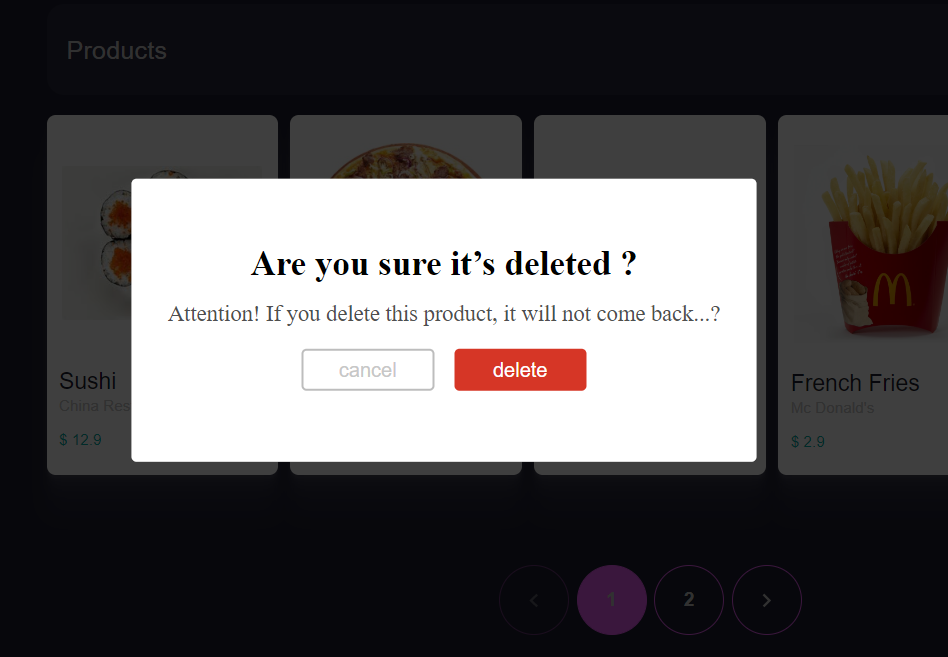 Products
Are you sure it’s deleted ?
Attention! If you delete this product, it will not come back...?
cancel
delete
Sushi
China Res
$ 12.9
French Fries
Mc Donald's
$ 2.9
1
2